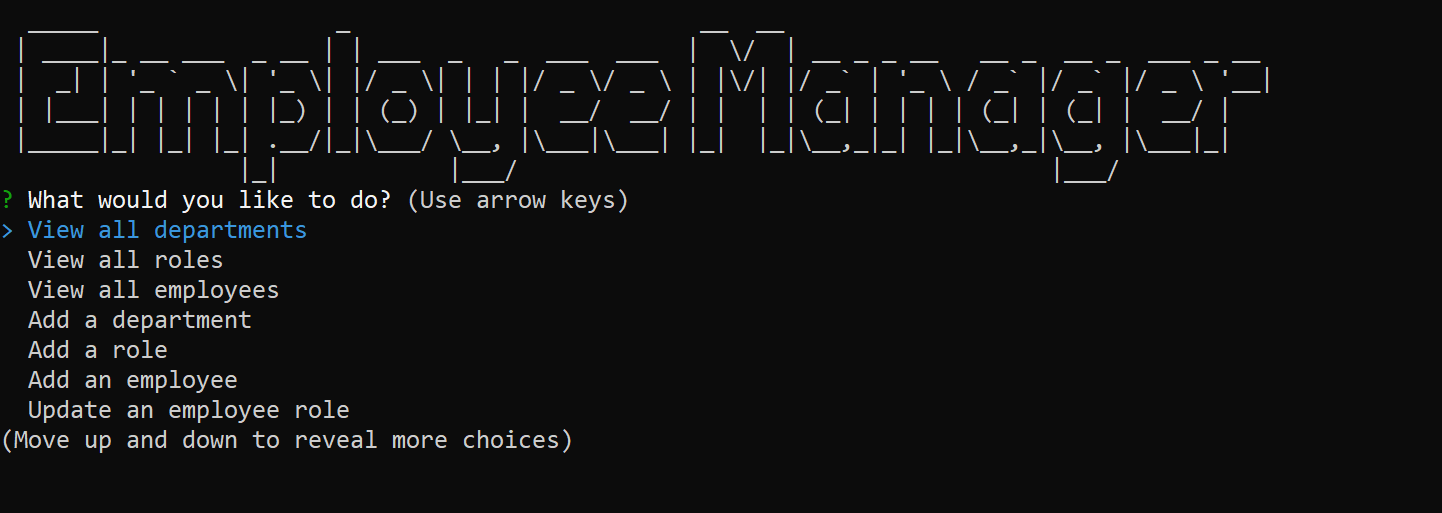 Employee Manager
? What would you like to do? (Use arrow keys)
> View all departments
View all roles
View all employees
Add a department
Add a role
Add an employee
Update an employee role
(Move up and down to reveal more choices)